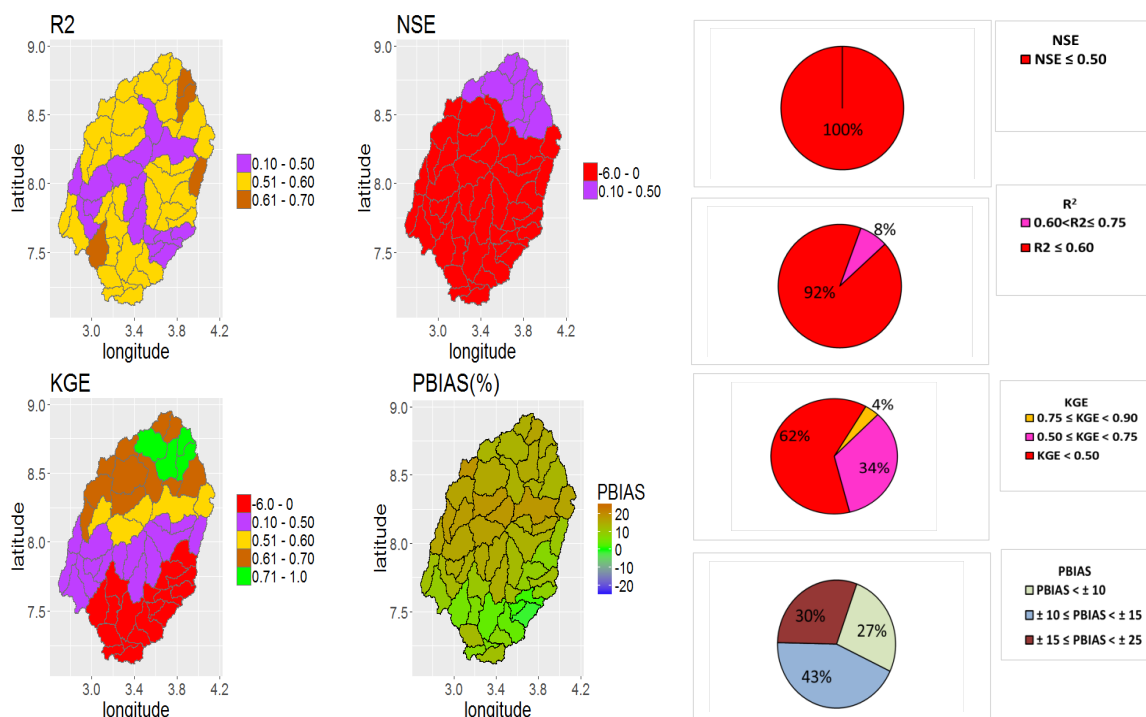 R2
9.0
8.5
8.0
7.5
latitude
3.0 3.4 3.8 4.2
longitude
0.10 - 0.50
0.51 - 0.60
0.61 - 0.70
NSE
9.0
8.5
8.0
7.5
latitude
3.0 3.4 3.8 4.2
longitude
-6.0 - 0
0.10 - 0.50
KGE
9.0
8.5
8.0
7.5
latitude
3.0 3.4 3.8 4.2
longitude
-6.0 - 0
0.10 - 0.50
0.51 - 0.60
0.61 - 0.70
0.71 - 1.0
PBIAS(%)
9.0
8.5
8.0
7.5
latitude
3.0 3.4 3.8 4.2
longitude
PBIAS
20
10
0
-10
-20
100%
NSE
NSE ≤ 0.50
8%
92%
R²
0.60<R2≤ 0.75
R2 ≤ 0.60
4%
62%
34%
KGE
0.75 ≤ KGE < 0.90
0.50 ≤ KGE < 0.75
KGE < 0.50
30%
27%
43%
PBIAS
PBIAS < ± 10
± 10 ≤ PBIAS < ± 15
± 15 ≤ PBIAS < ± 25